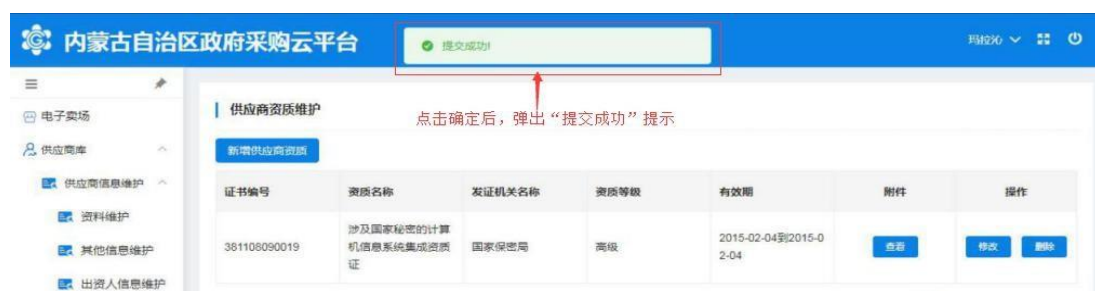 内蒙古自治区政府采购云平台
提交成功!
电子卖场
供应商资质维护
点击确定后，弹出“提交成功”提示
供应商库
新增供应商资质
供应商信息维护
证书编号 资质名称 发证机关名称 资质等级 有效期 附件 操作
资料维护
涉及国家秘密的计算
381108090019 机信息系统集成资质 国家保密局 高级 2015-02-04到2015-0 查看 修改 删除
证 2-04
其他信息维护
出资人信息维护